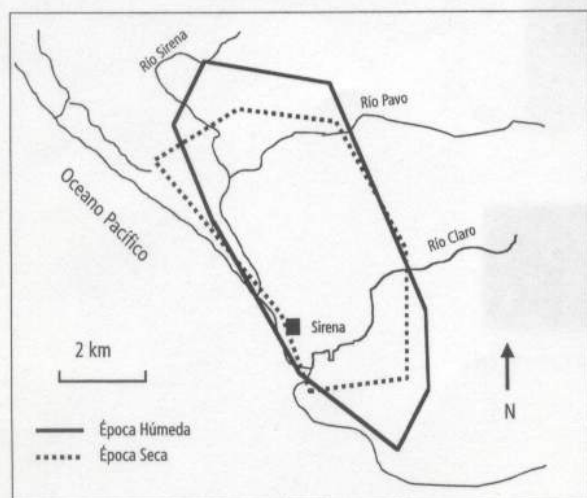 Río Sirena
Río Pavo
Oceano Pacífico
Río Claro
Sirena
2 km
N
Época Húmeda
Época Seca